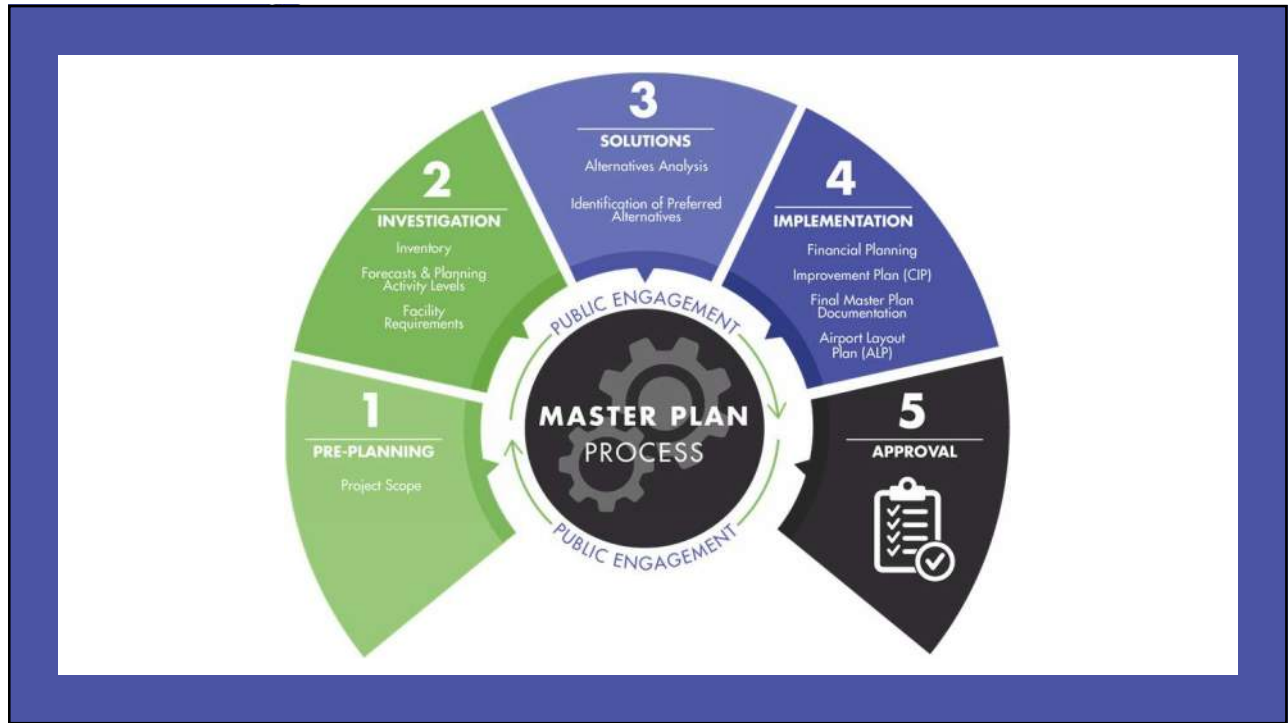 1
PRE-PLANNING
Project Scope
2
INVESTIGATION
Inventory
Forecasts & Planning
Activity Levels
Facility
Requirements
3
SOLUTIONS
Alternatives Analysis
Identification of Preferred
Alternatives
4
IMPLEMENTATION
Financial Planning
Improvement Plan (CIP)
Final Master Plan
Documentation
Airport Layout
Plan (ALP)
5
APPROVAL
PUBLIC ENGAGEMENT
MASTER PLAN
PROCESS
PUBLIC ENGAGEMENT